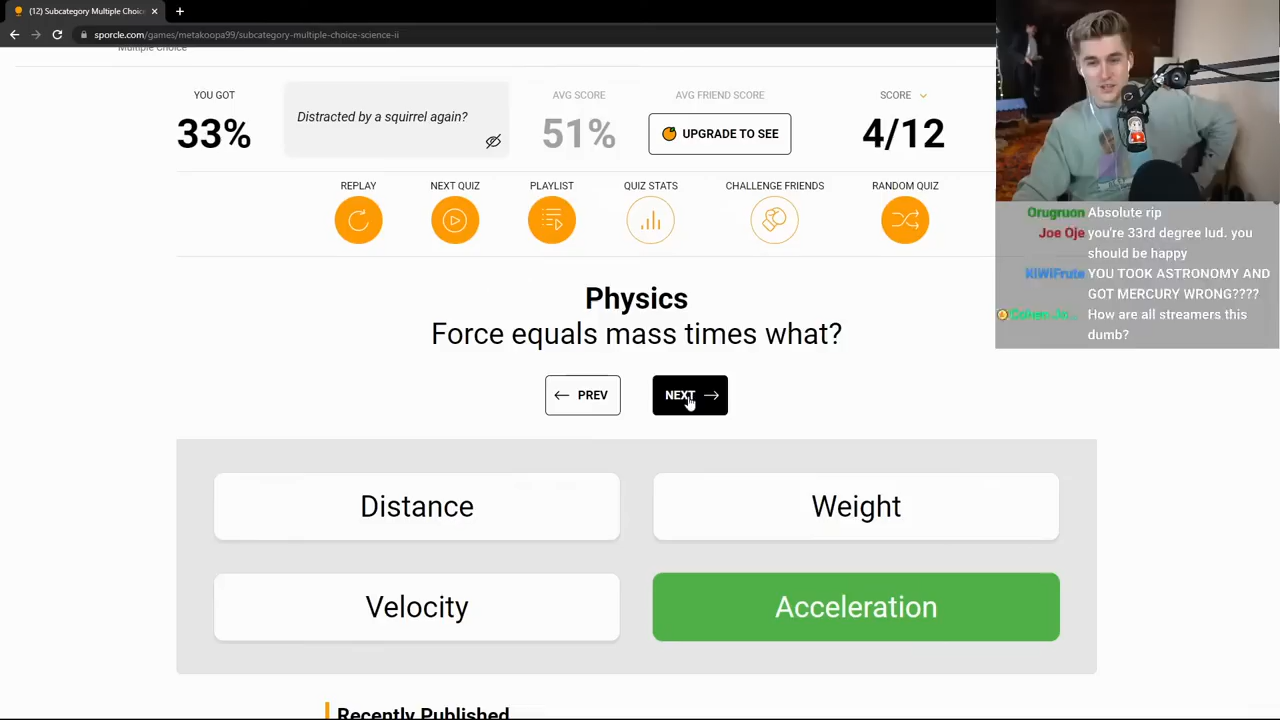 (12) Subcategory Multiple Choic
sporcle.com/games/metakoopa99/subcategory-multiple-choice-science-ii
Multiple Choice
YOU GOT
33%
Distracted by a squirrel again?
AVG SCORE
51%
AVG FRIEND SCORE
UPGRADE TO SEE
SCORE
4/12
REPLAY
NEXT QUIZ
PLAYLIST
QUIZ STATS
CHALLENGE FRIENDS
RANDOM QUIZ
Orugruon Absolute rip
Joe Oje you're 33rd degree lud. you
should be happy
KIWIFrute YOU TOOK ASTRONOMY AND
GOT MERCURY WRONG????
How are all streamers this
dumb?
Physics
Force equals mass times what?
PREV
NEXT
Distance
Weight
Velocity
Acceleration
Recently Published